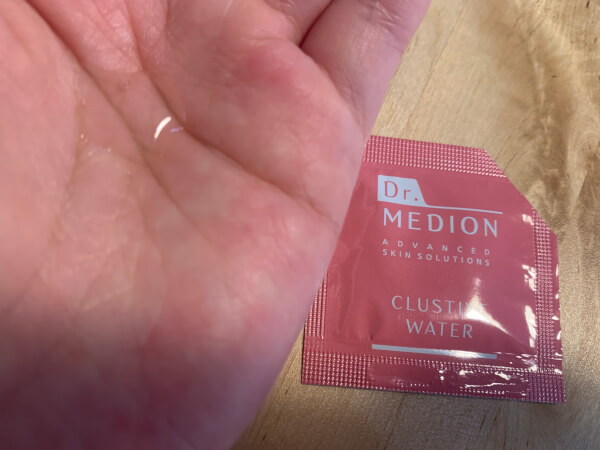 Dr.
MEDION
ADVANCED
SKIN SOLUTIONS
WATER